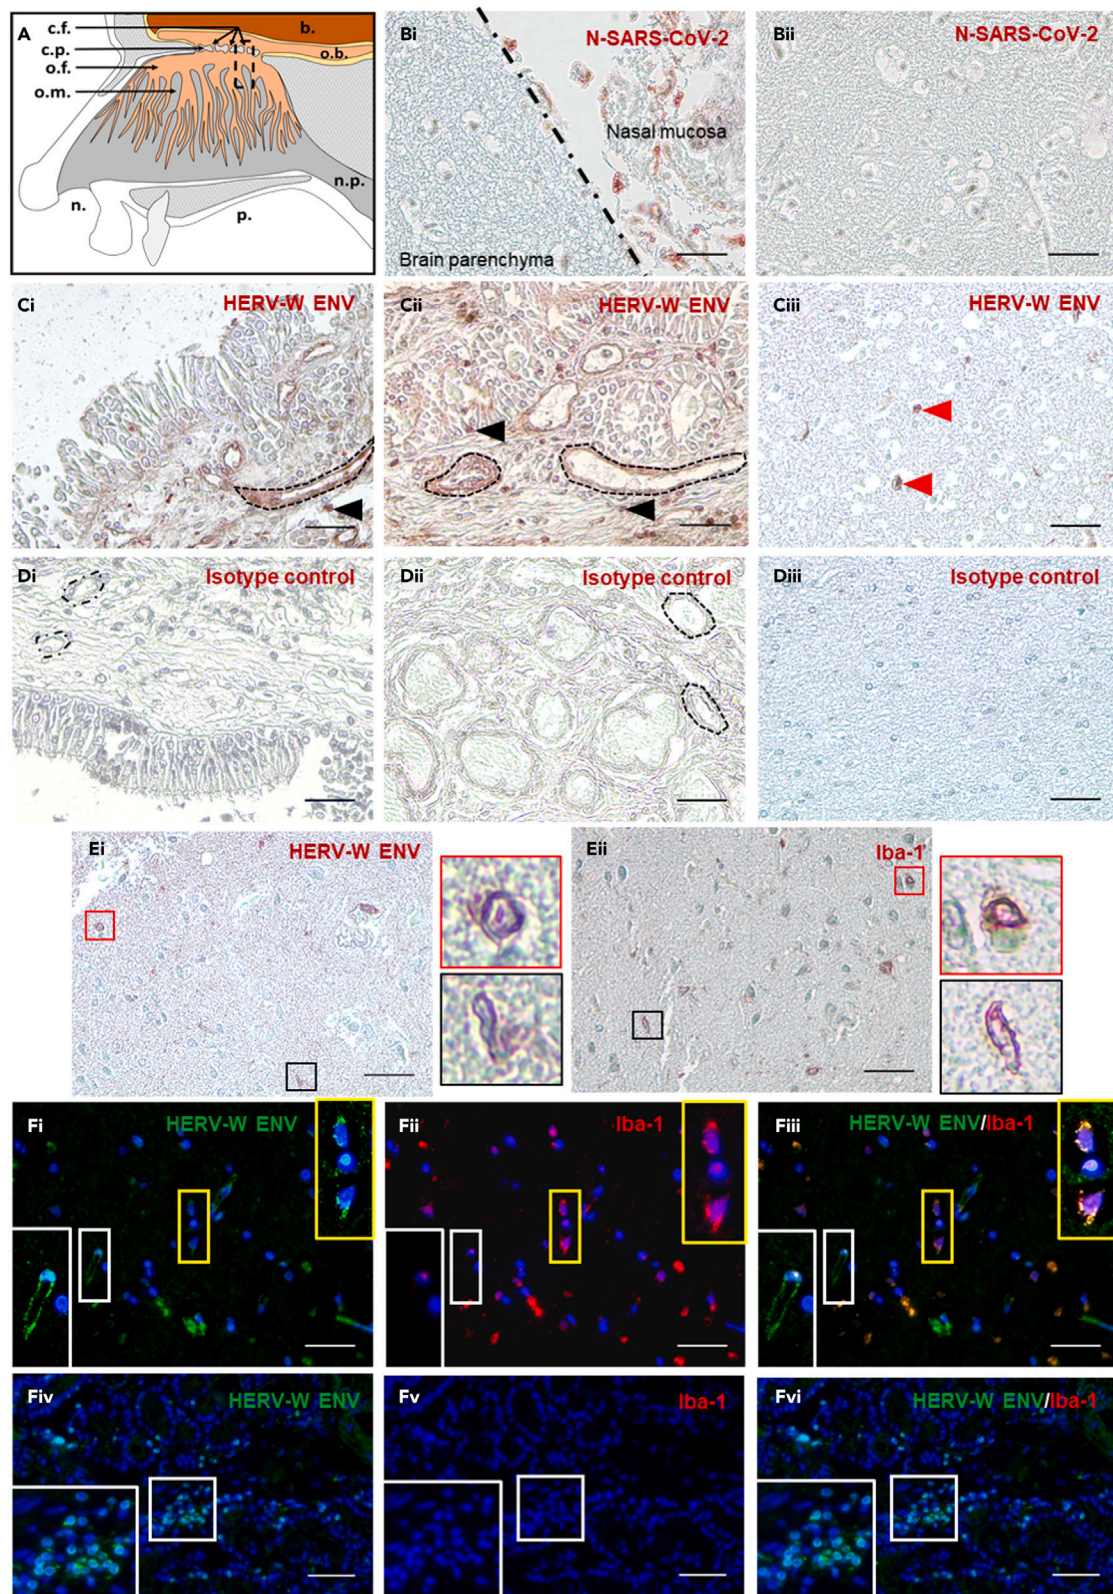 A
c.f.
b.
c.p.
o.b.
o.f.
o.m.
n.p.
n.
p.
Bi
N-SARS-CoV-2
Nasal mucosa
Brain parenchyma
Bii
N-SARS-CoV-2
Ci
HERV-W ENV
Cii
HERV-W ENV
Ciii
HERV-W ENV
Di
Isotype control
Dii
Isotype control
Diii
Isotype control
Ei
HERV-W ENV
Eii
Iba-1
Fi
HERV-W ENV
Fii
Iba-1
Fiii
HERV-W ENV/Iba-1
Fiv
HERV-W ENV
Fv
Iba-1
Fvi
HERV-W ENV/Iba-1